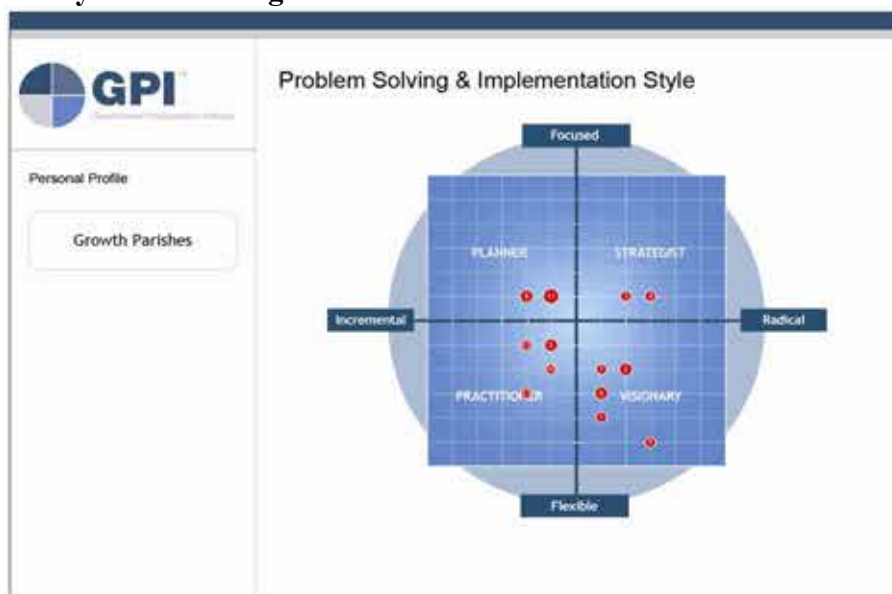 GPI
Problem Solving & Implementation Style
Focused
Personal Profile
Growth Parishes
PLANNER
STRATEGIST
Incremental
Radical
PRACTITIONER
VISIONARY
Flexible